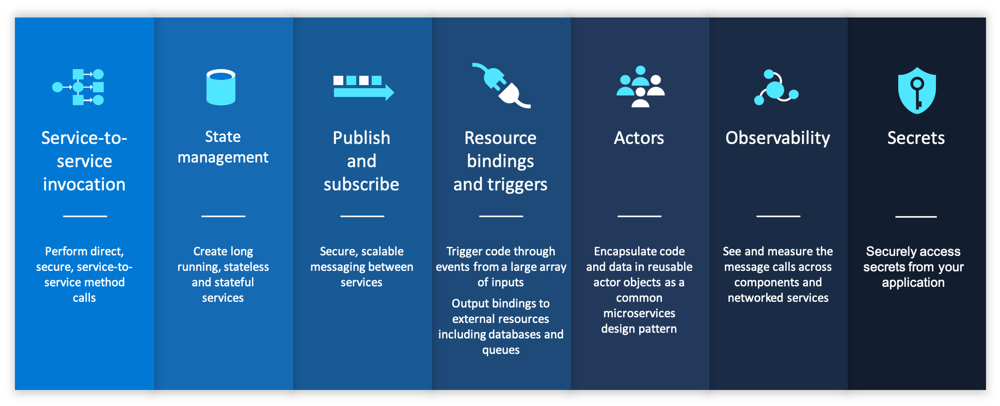 Service-to-
service
invocation
Perform direct,
secure, service-to-
service method
calls
State
management
Create long
running, stateless
and stateful
services
Publish
and
subscribe
Secure, scalable
messaging between
services
Resource
bindings
and triggers
Trigger code through
events from a large array
of inputs
Output bindings to
external resources
including databases and
queues
Actors
Encapsulate code
and data in reusable
actor objects as a
common
microservices
design pattern
Observability
See and measure the
message calls across
components and
networked services
Secrets
Securely access
secrets from your
application